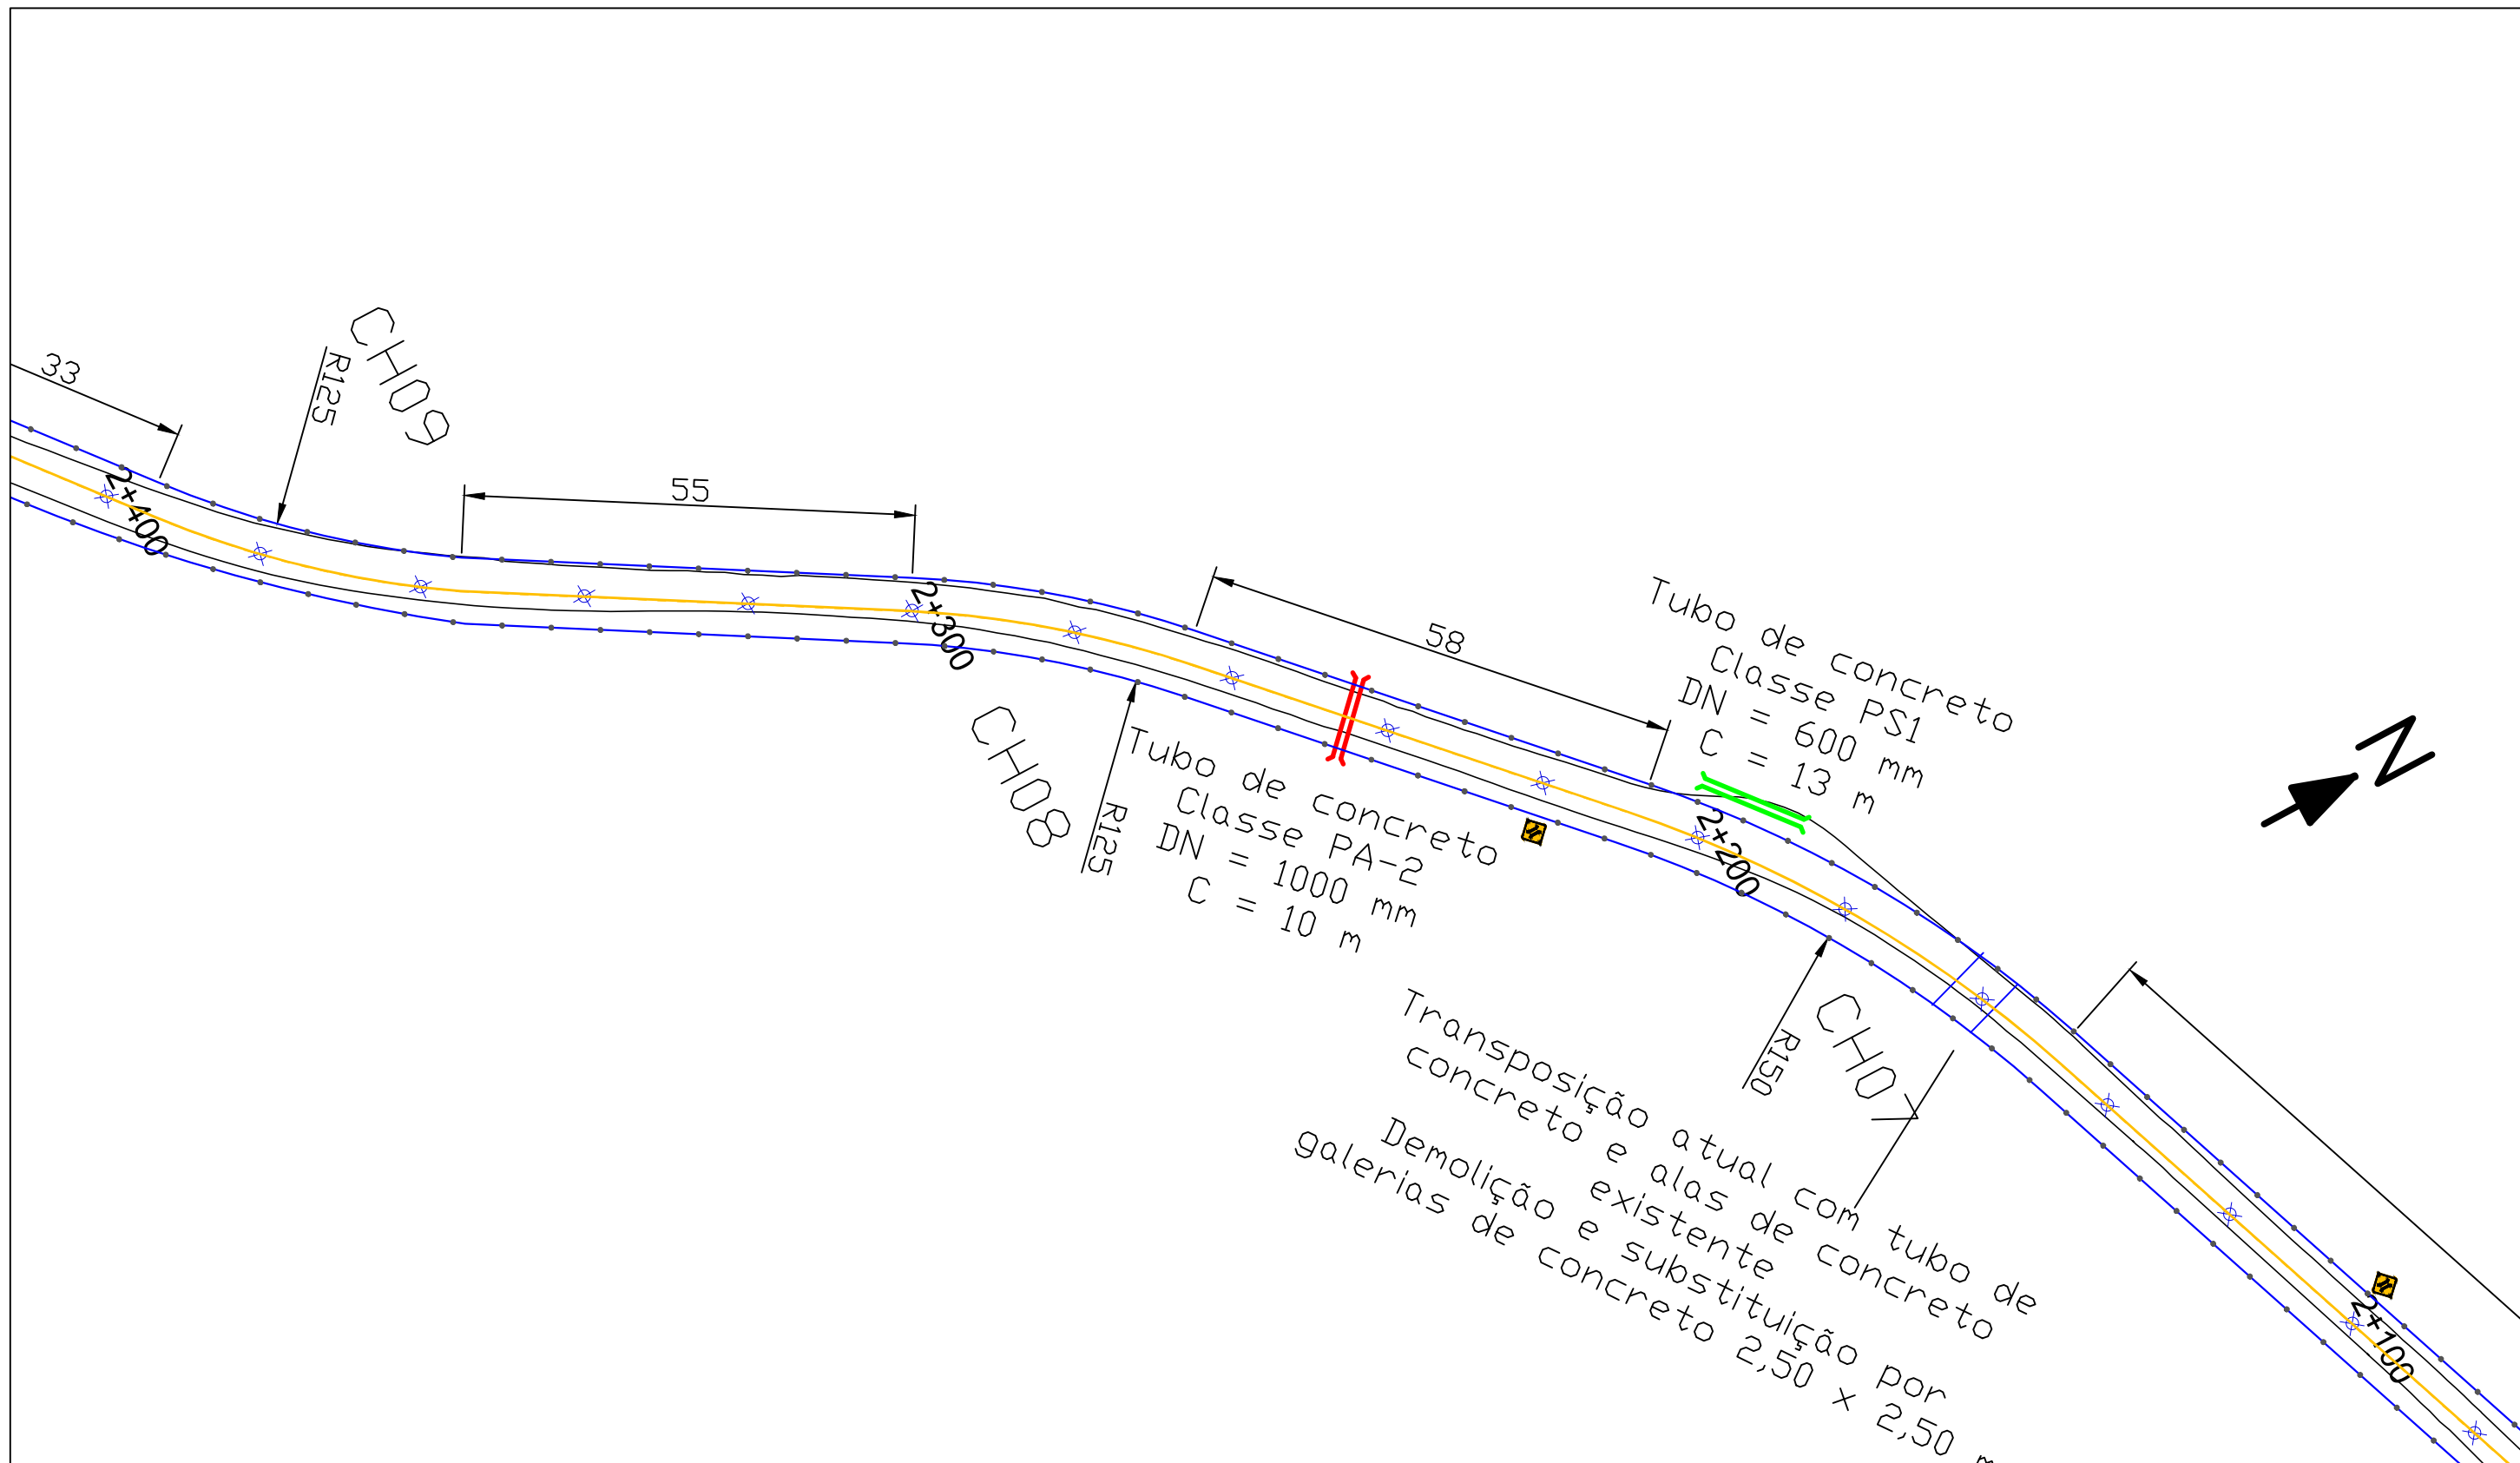 33
R125
CH09
2+400
55
2+300
CH08
R125
58
Tubo de concreto
Classe PS1
DN = 600 mm
C = 13 m
Tubo de concreto
Classe PA-2
DN = 1000 mm
C = 10 m
2+200
N
R150
CH07
Transposição atual com tubo de
concreto e alas de concreto
existente
Demolição e substituição por
galerias de concreto 2,50 x 2,50 m
2+100